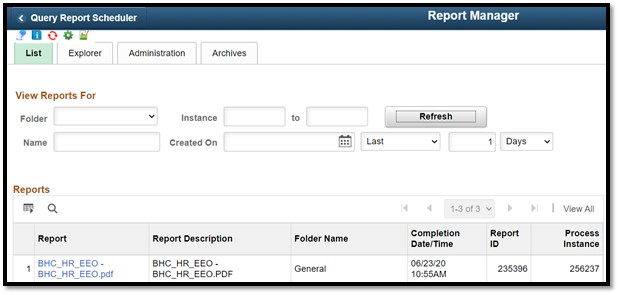 Query Report Scheduler Report Manager
List Explorer Administration Archives
View Reports For
Folder Instance to Refresh
Name Created On Last 1 Days
Reports
1-3 of 3 View All
Report Report Description Folder Name Completion Date/Time Report ID Process Instance
1 BHC_HR_EEO - BHC_HR_EEO.pdf BHC_HR_EEO - BHC_HR_EEO.PDF General 06/23/20 10:55AM 235396 256237